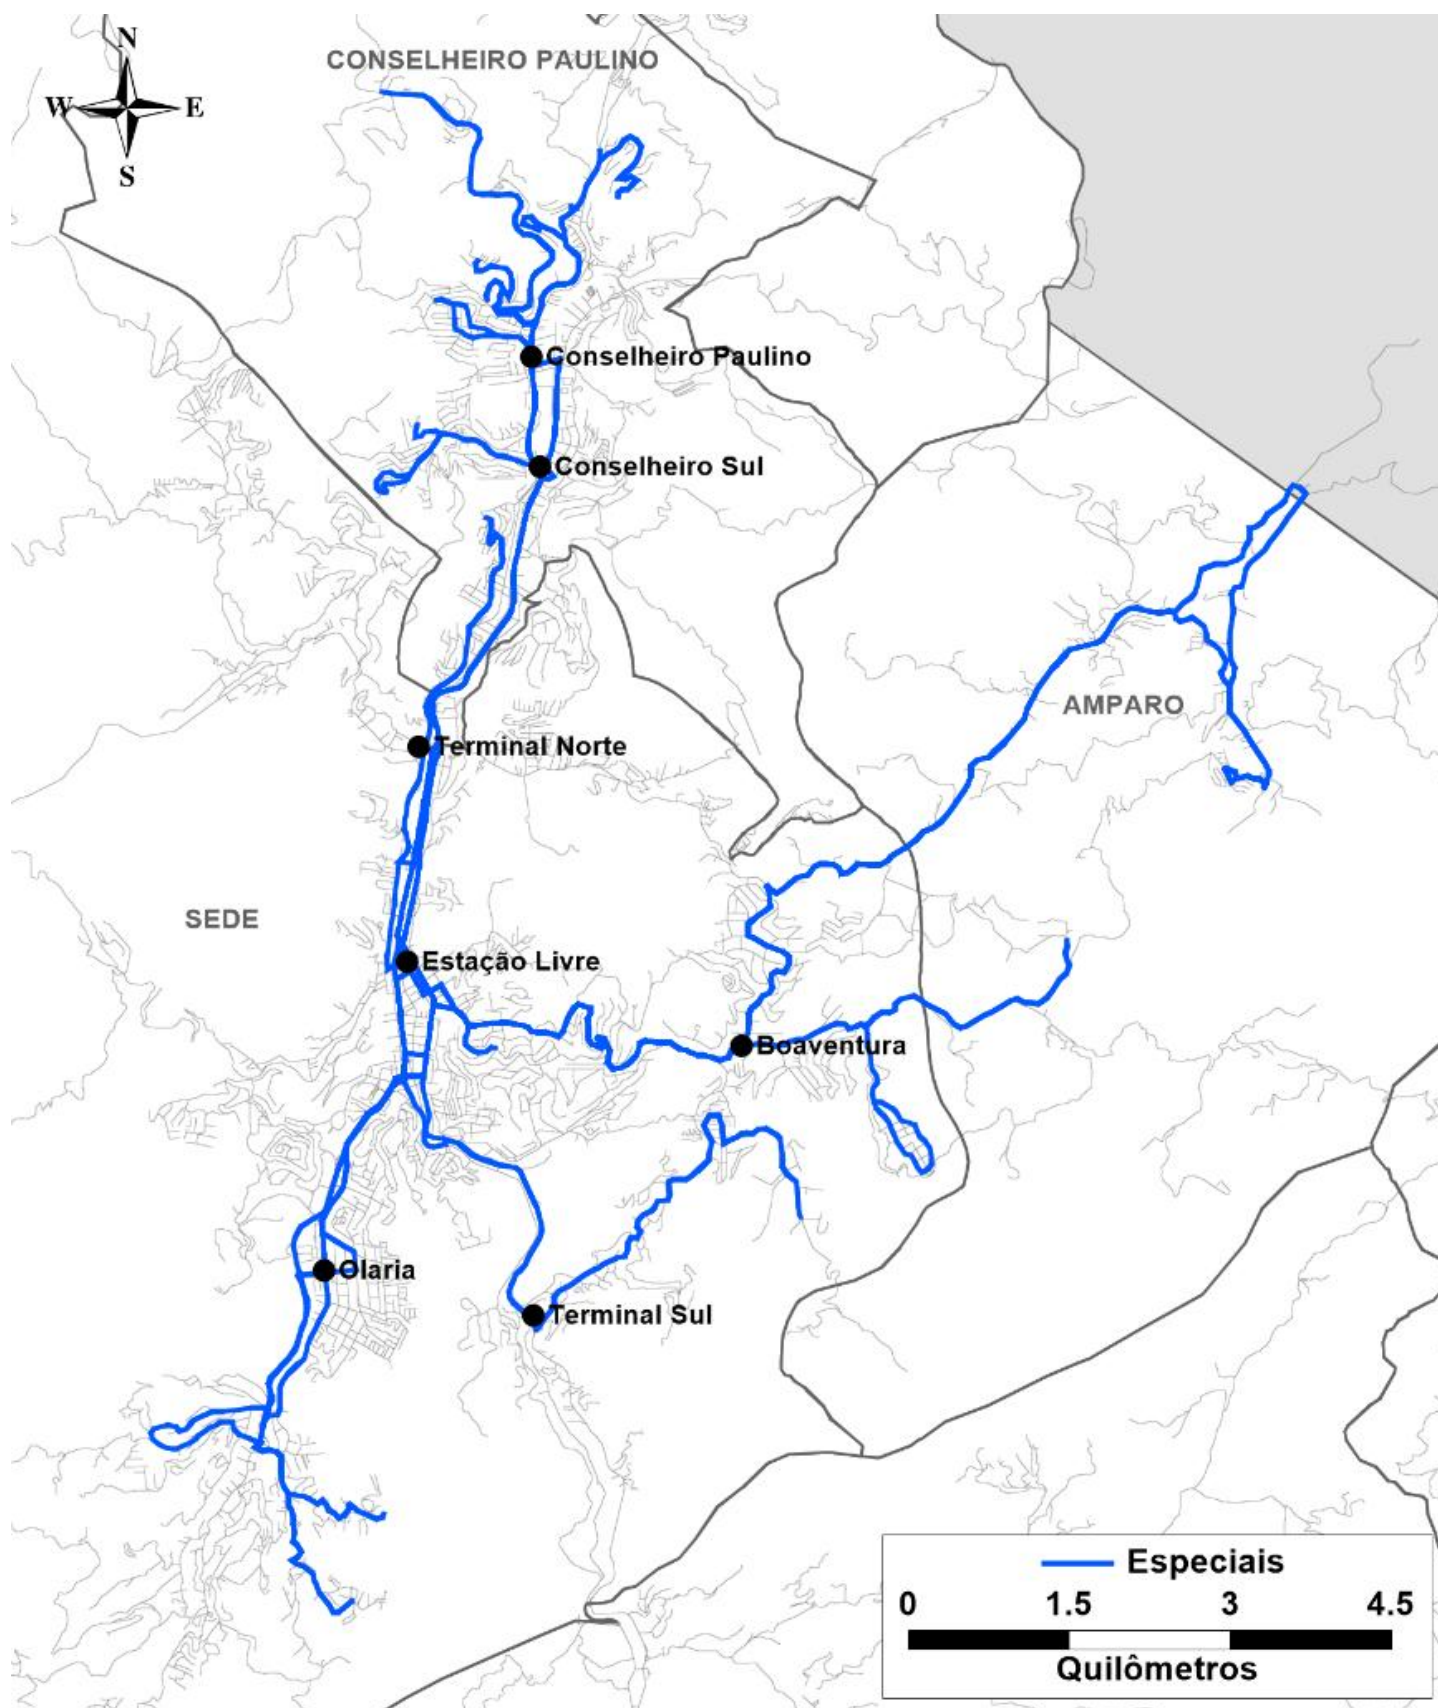 N
CONSELHEIRO PAULINO
W E
S
Conselheiro Paulino
Conselheiro Sul
AMPARO
Terminal Norte
SEDE
Estação Livre
Boaventura
Olaria
Terminal Sul
Especiais
0 1.5 3 4.5
Quilômetros